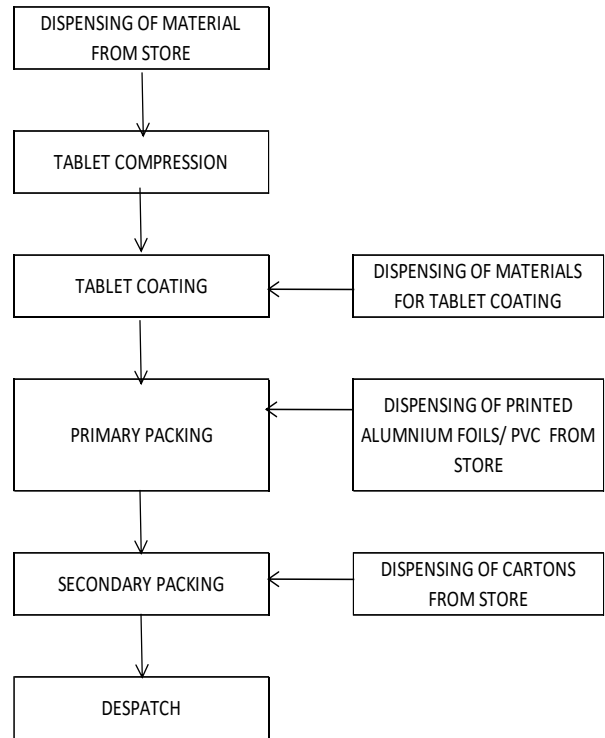 DISPENSING OF MATERIAL
FROM STORE
TABLET COMPRESSION
TABLET COATING
DISPENSING OF MATERIALS
FOR TABLET COATING
PRIMARY PACKING
DISPENSING OF PRINTED
ALUMNIUM FOILS/ PVC FROM
STORE
SECONDARY PACKING
DISPENSING OF CARTONS
FROM STORE
DESPATCH